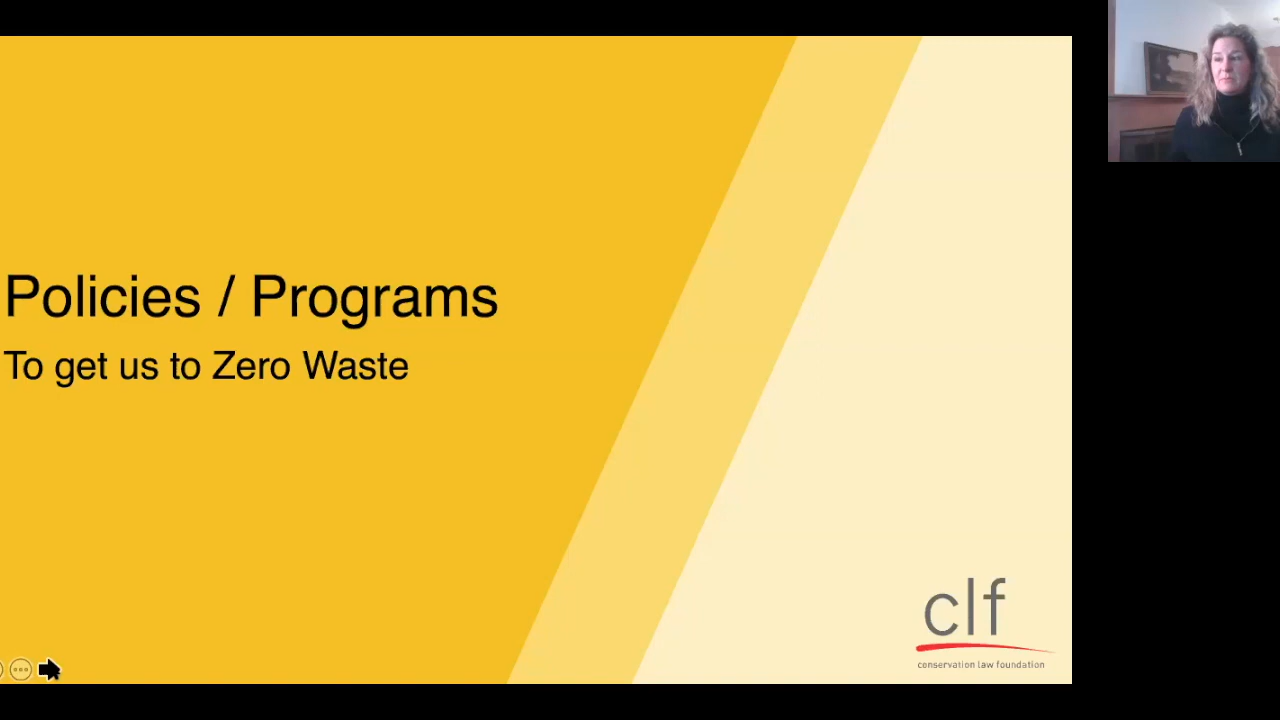 Policies / Programs
To get us to Zero Waste
clf
conservation law foundation